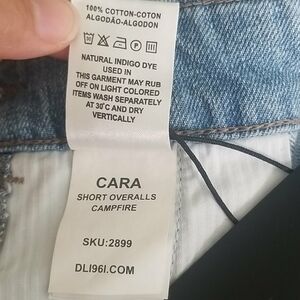 100% COTTON-COTON
ALGODÃO-ALGODON
NATURAL INDIGO DYE
USED IN
THIS GARMENT MAY RUB
OFF ON LIGHT COLORED
ITEMS WASH SEPARATELY
AT 30°C AND DRY
VERTICALLY
CARA
SHORT OVERALLS
CAMPFIRE
SKU:2899
DL1961.COM